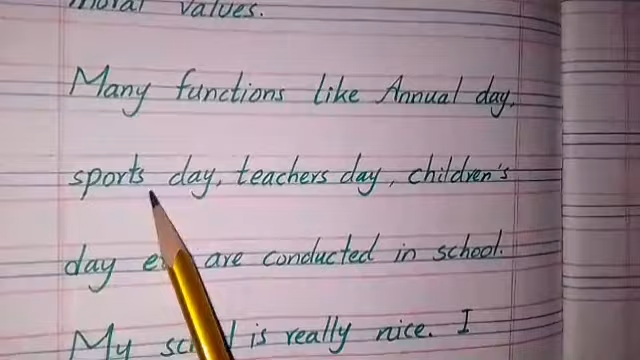 moral values.
Many functions like Annual day,
sports day, teachers day, children's
day are conducted in school.
My is really nice. I